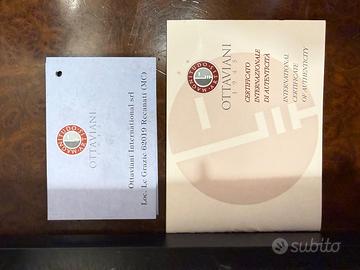 OTTAVIANI
Ottaviani International srl
Loc. Le Grazie 62019 Recanati (MC)
OTTAVIANI
1945
CERTIFICATO
INTERNAZIONALE
DI AUTENTICITÀ
INTERNATIONAL
CERTIFICATE
OF AUTHENTICITY
subito